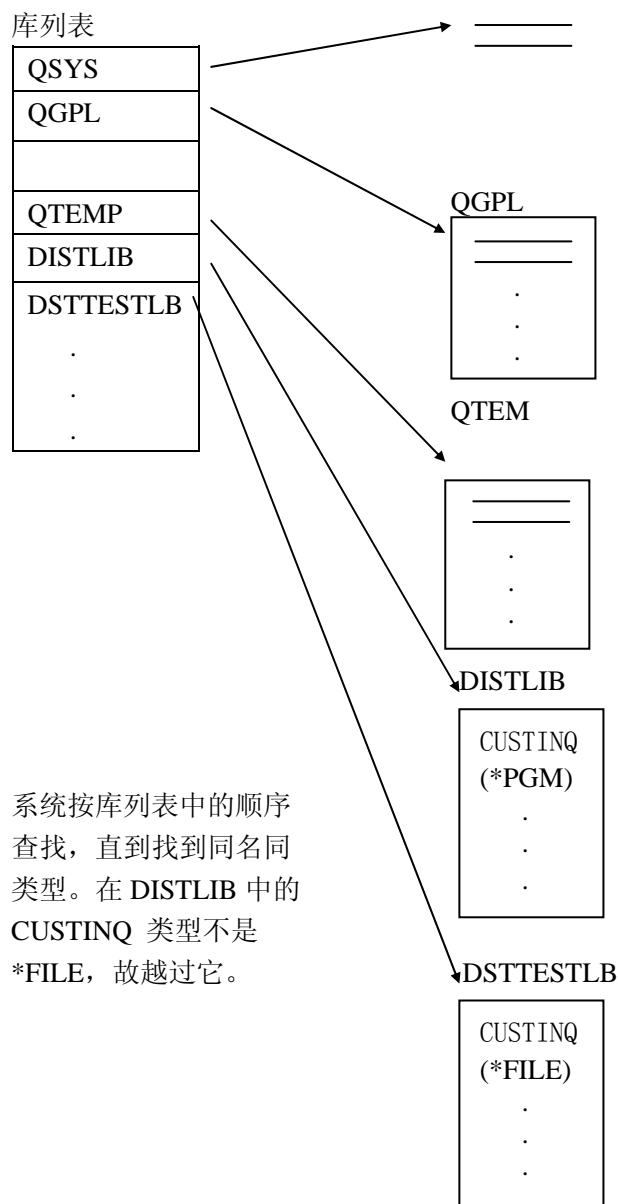 库列表
QSYS
QGPL
QTEMP
DISTLIB
DSTTESTLB
.
.
.
QGPL
.
.
.
QTEM
.
.
.
DISTLIB
CUSTINQ
(*PGM)
.
.
.
系统按库列表中的顺序
查找，直到找到同名同
类型。在 DISTLIB 中的
CUSTINQ 类型不是
*FILE，故越过它。
DSTTESTLB
CUSTINQ
(*FILE)
.
.
.